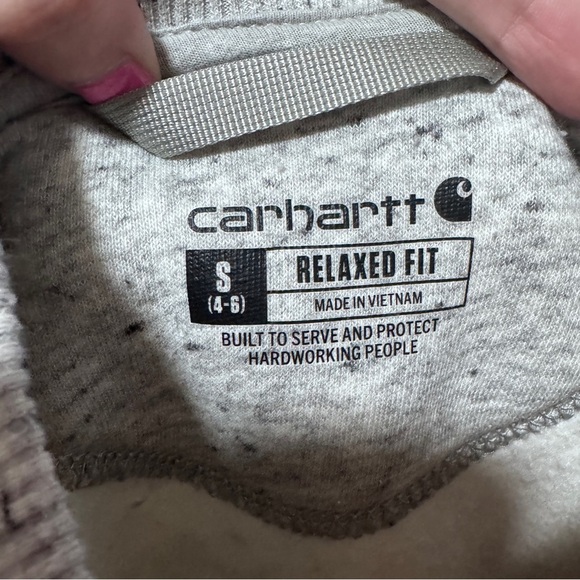 carhartt
S
(4-6)
RELAXED FIT
MADE IN VIETNAM
BUILT TO SERVE AND PROTECT
HARDWORKING PEOPLE